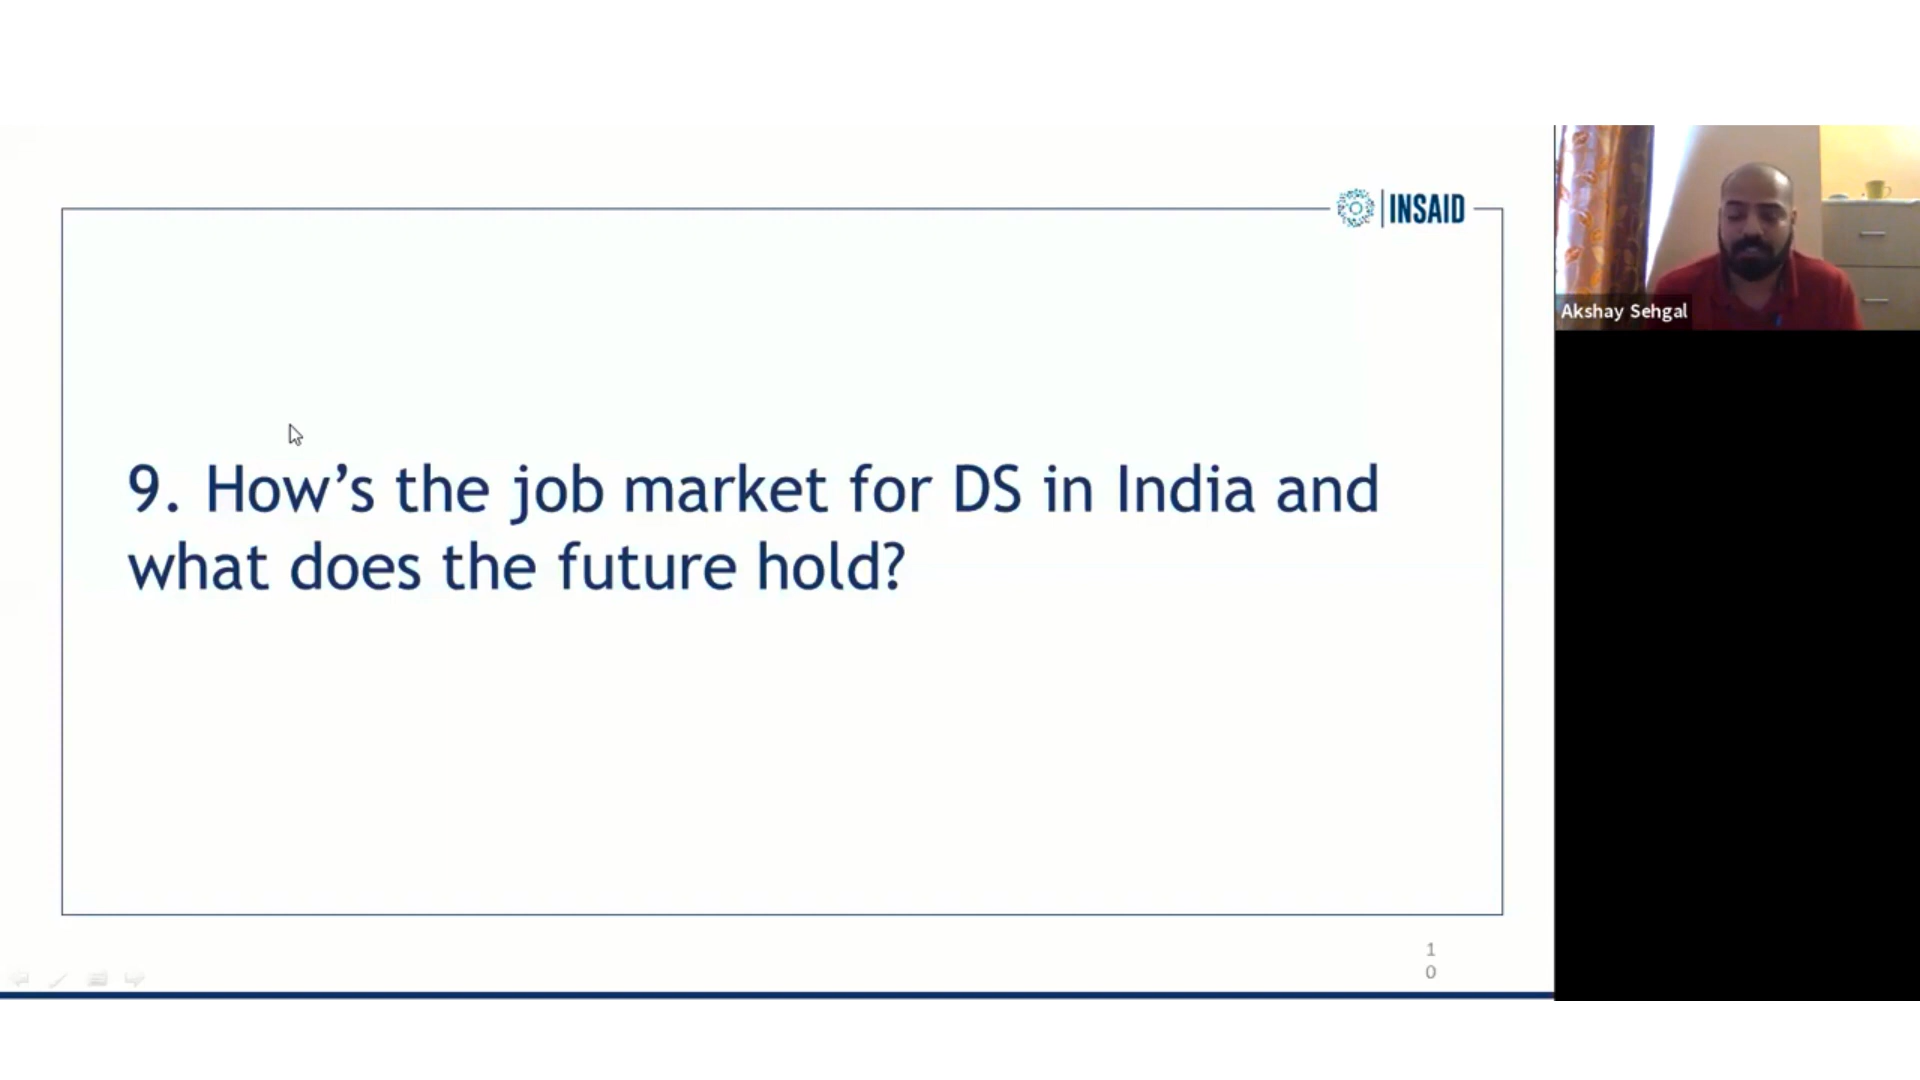 INSAID
9. How’s the job market for DS in India and
what does the future hold?
1
0
Akshay Sehgal